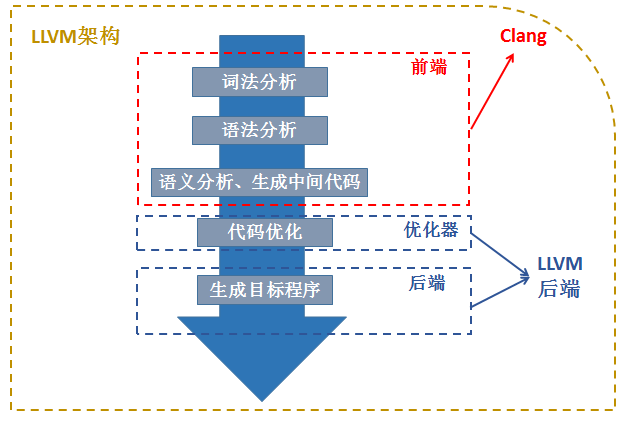 LLVM架构
Clang
前端
词法分析
语法分析
语义分析、生成中间代码
代码优化
优化器
生成目标程序
后端
LLVM
后端